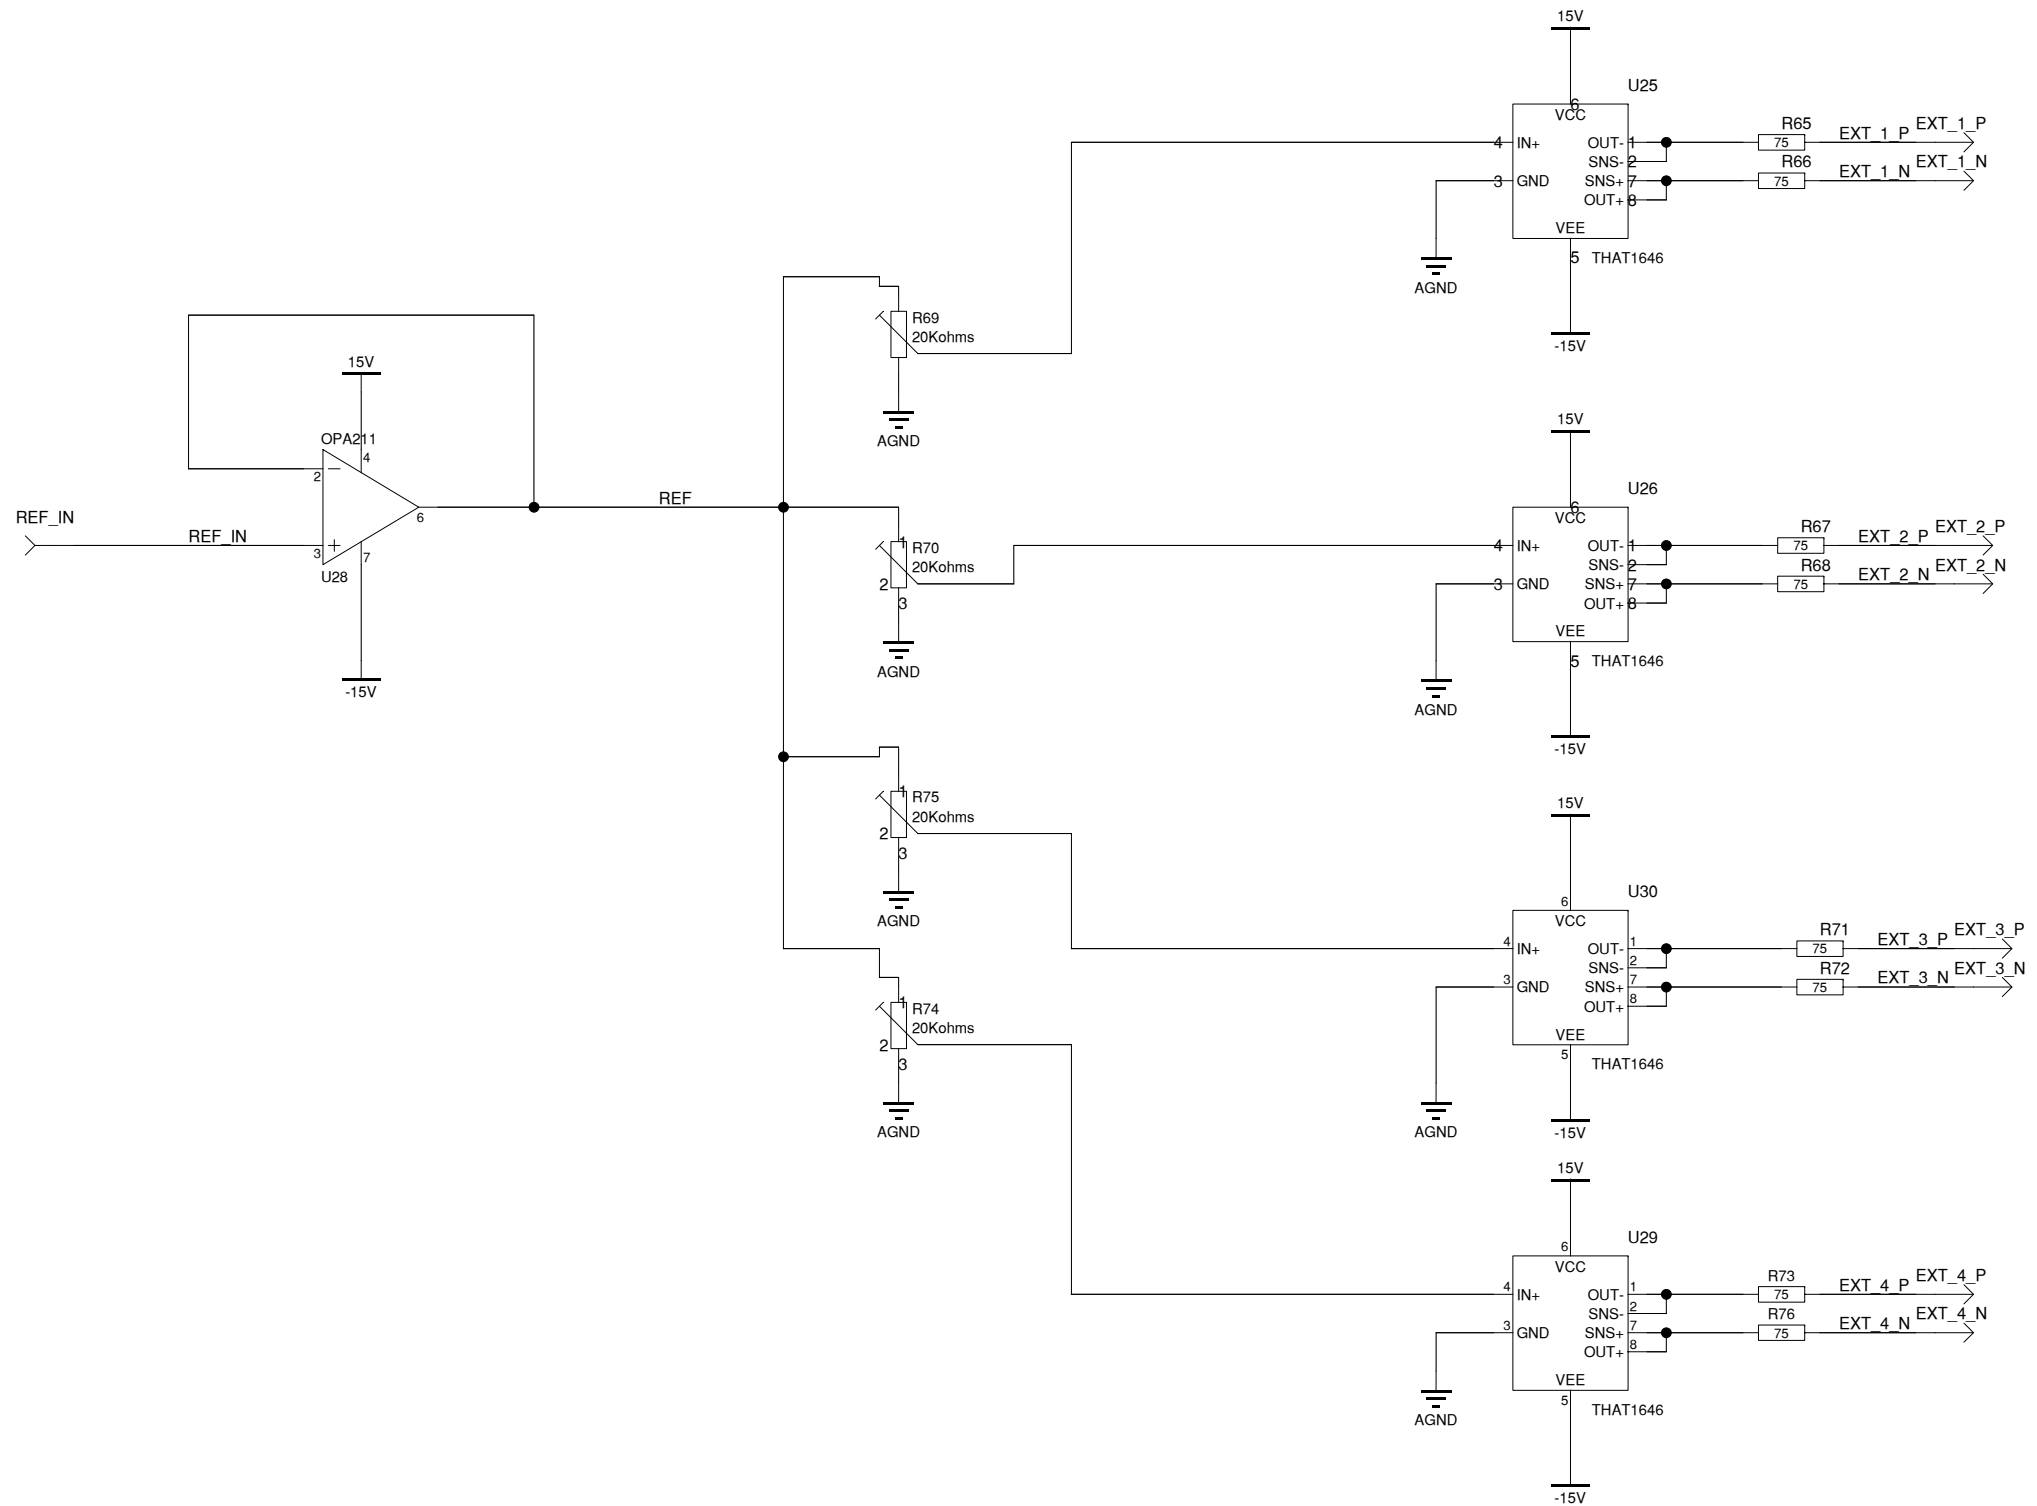 15V
U25
6
VCC
R65
EXT_1_P
EXT_1_P
4
IN+
OUT-
1
75
SNS-
2
R66
EXT_1_N
EXT_1_N
3
GND
SNS+
7
75
OUT+
8
VEE
5
THAT1646
AGND
-15V
R69
20Kohms
AGND
15V
OPA211
4
2
REF
6
REF_IN
REF_IN
3
7
U28
-15V
15V
U26
6
VCC
R67
EXT_2_P
EXT_2_P
4
IN+
OUT-
1
75
SNS-
2
R68
EXT_2_N
EXT_2_N
3
GND
SNS+
7
75
OUT+
8
VEE
5
THAT1646
AGND
-15V
1
R70
20Kohms
2
3
AGND
1
R75
20Kohms
2
3
AGND
15V
U30
6
VCC
R71
EXT_3_P
EXT_3_P
4
IN+
OUT-
1
75
SNS-
2
R72
EXT_3_N
EXT_3_N
3
GND
SNS+
7
75
OUT+
8
VEE
5
THAT1646
AGND
-15V
1
R74
20Kohms
2
3
AGND
15V
U29
6
VCC
R73
EXT_4_P
EXT_4_P
4
IN+
OUT-
1
75
SNS-
2
R76
EXT_4_N
EXT_4_N
3
GND
SNS+
7
75
OUT+
8
VEE
5
THAT1646
AGND
-15V